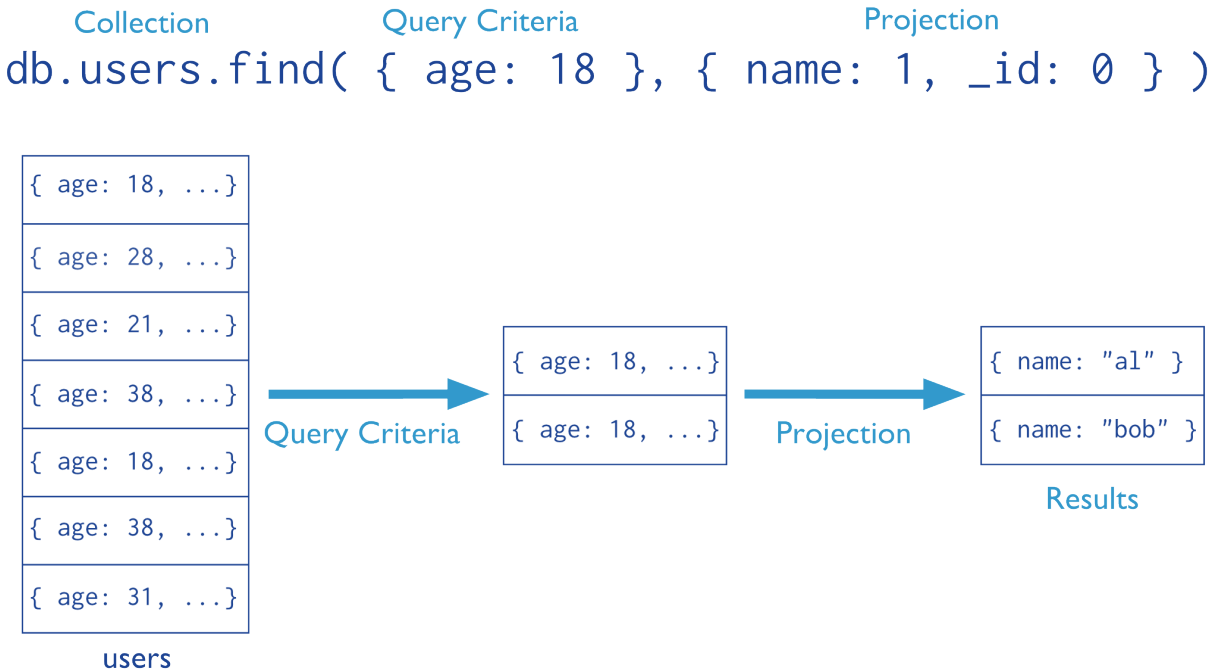 Collection
Query Criteria
Projection
db.users.find( { age: 18 }, { name: 1, _id: 0 } )
{ age: 18, ...}
{ age: 28, ...}
{ age: 21, ...}
{ age: 38, ...}
{ age: 18, ...}
{ age: 38, ...}
{ age: 31, ...}
users
Query Criteria
{ age: 18, ...}
{ age: 18, ...}
Projection
{ name: "al" }
{ name: "bob" }
Results